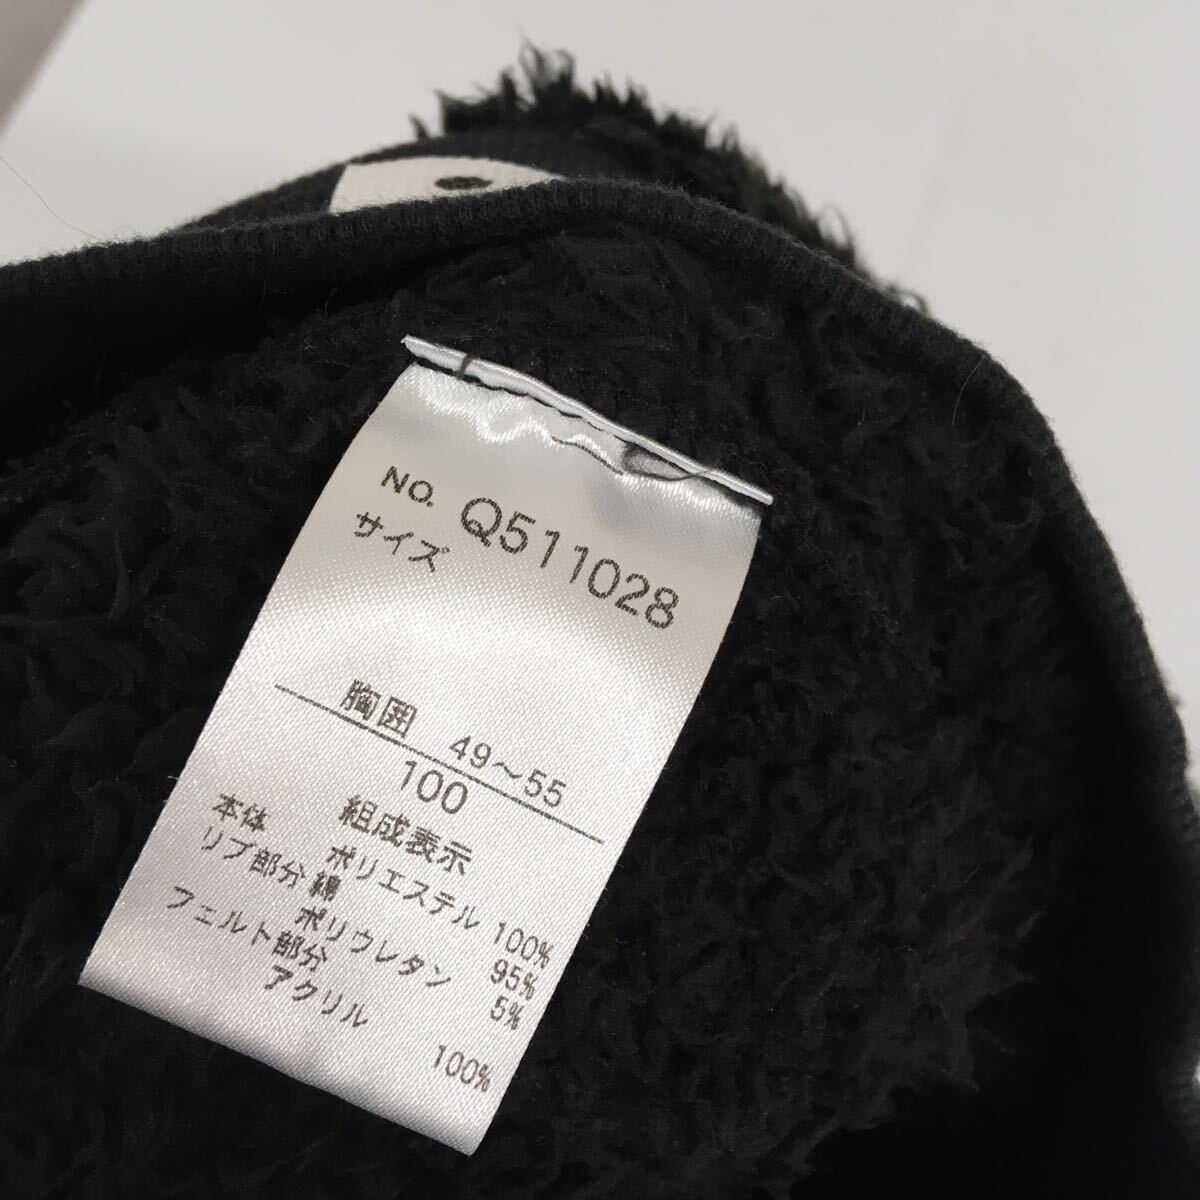 NO. Q511028
サイズ
胸囲 49～55
100
組成表示
本体 ポリエステル 100%
リブ部分 綿 95%
ポリウレタン 5%
フェルト部分
アクリル 100%